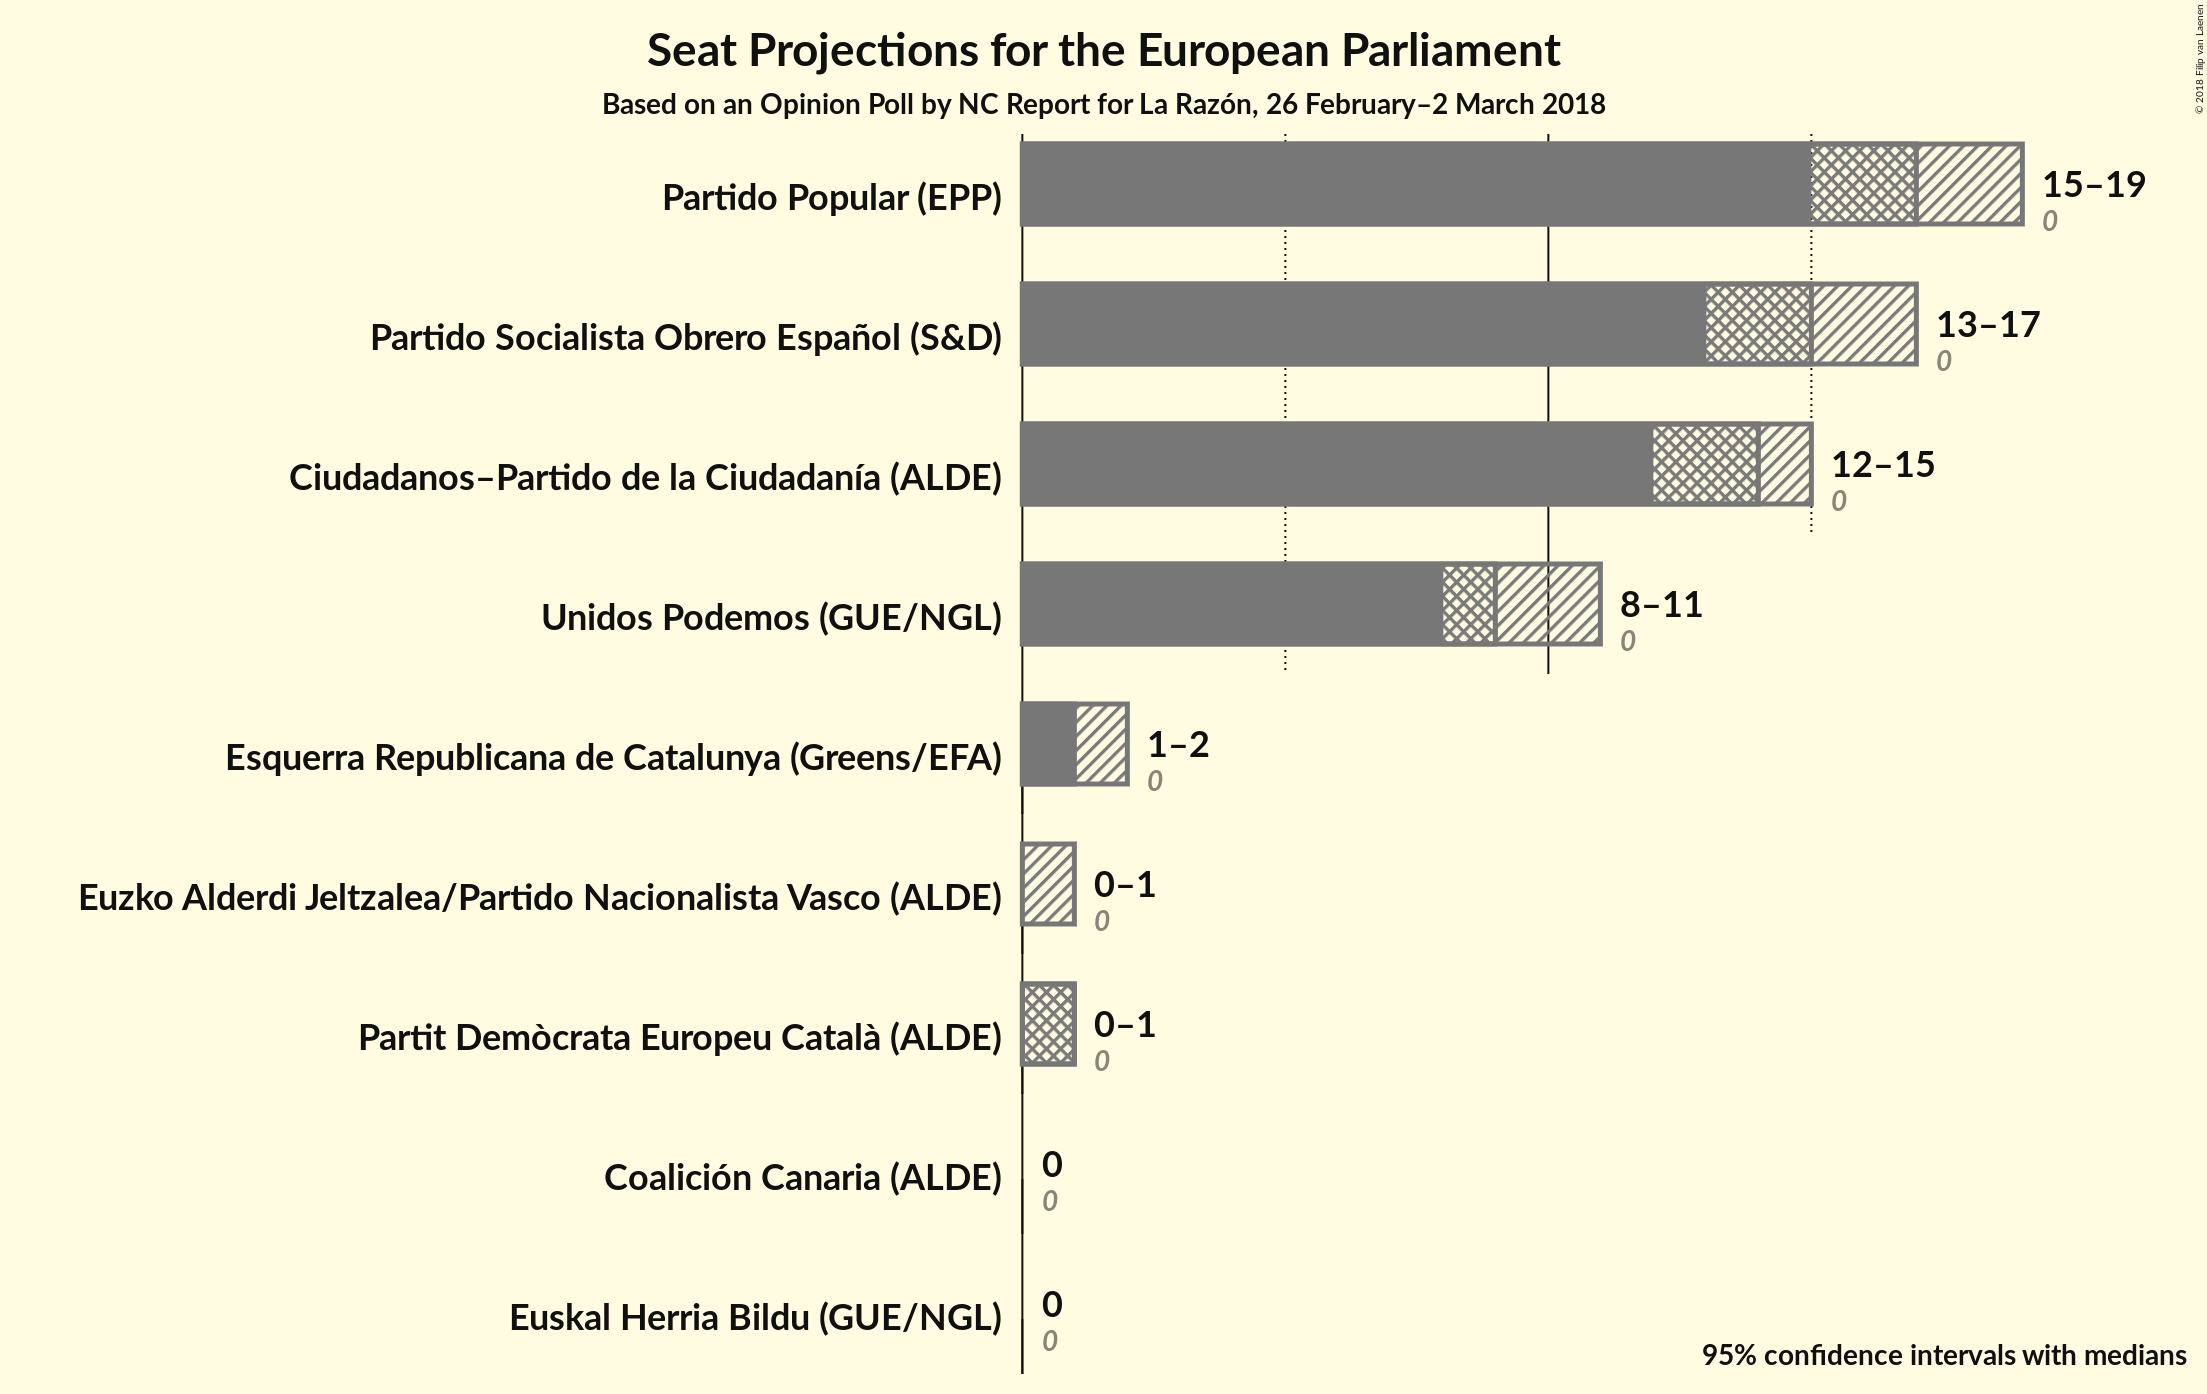 Seat Projections for the European Parliament
Based on an Opinion Poll by NC Report for La Razón, 26 February–2 March 2018
© 2018 Filip van Laenen
Partido Popular (EPP)
15–19
0
Partido Socialista Obrero Español (S&D)
13–17
0
Ciudadanos–Partido de la Ciudadanía (ALDE)
12–15
0
Unidos Podemos (GUE/NGL)
8–11
0
Esquerra Republicana de Catalunya (Greens/EFA)
1–2
0
Euzko Alderdi Jeltzalea/Partido Nacionalista Vasco (ALDE)
0–1
0
Partit Demòcrata Europeu Català (ALDE)
0–1
0
Coalición Canaria (ALDE)
0
0
Euskal Herria Bildu (GUE/NGL)
0
0
95% confidence intervals with medians